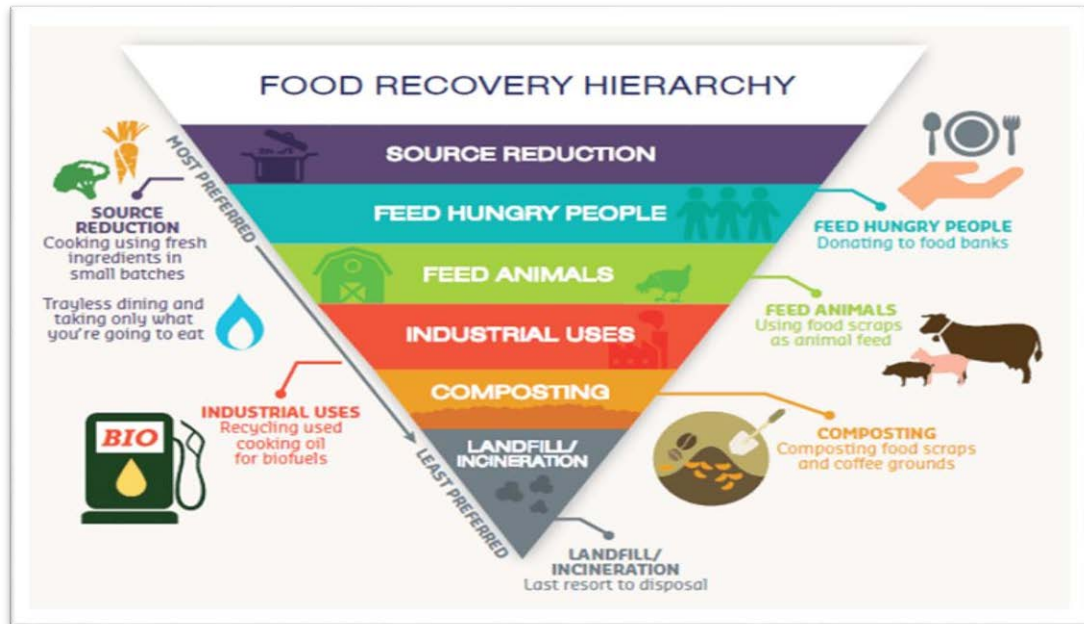 FOOD RECOVERY HIERARCHY
SOURCE REDUCTION
FEED HUNGRY PEOPLE
FEED ANIMALS
INDUSTRIAL USES
COMPOSTING
LANDFILL/
INCINERATION
MOST PREFERRED
LEAST PREFERRED
SOURCE
REDUCTION
Cooking using fresh
ingredients in
small batches
Trayless dining and
taking only what
you're going to eat
INDUSTRIAL USES
Recycling used
cooking oil
for biofuels
BIO
FEED HUNGRY PEOPLE
Donating to food banks
FEED ANIMALS
Using food scraps
as animal feed
COMPOSTING
Composting food scraps
and coffee grounds
LANDFILL/
INCINERATION
Last resort to disposal